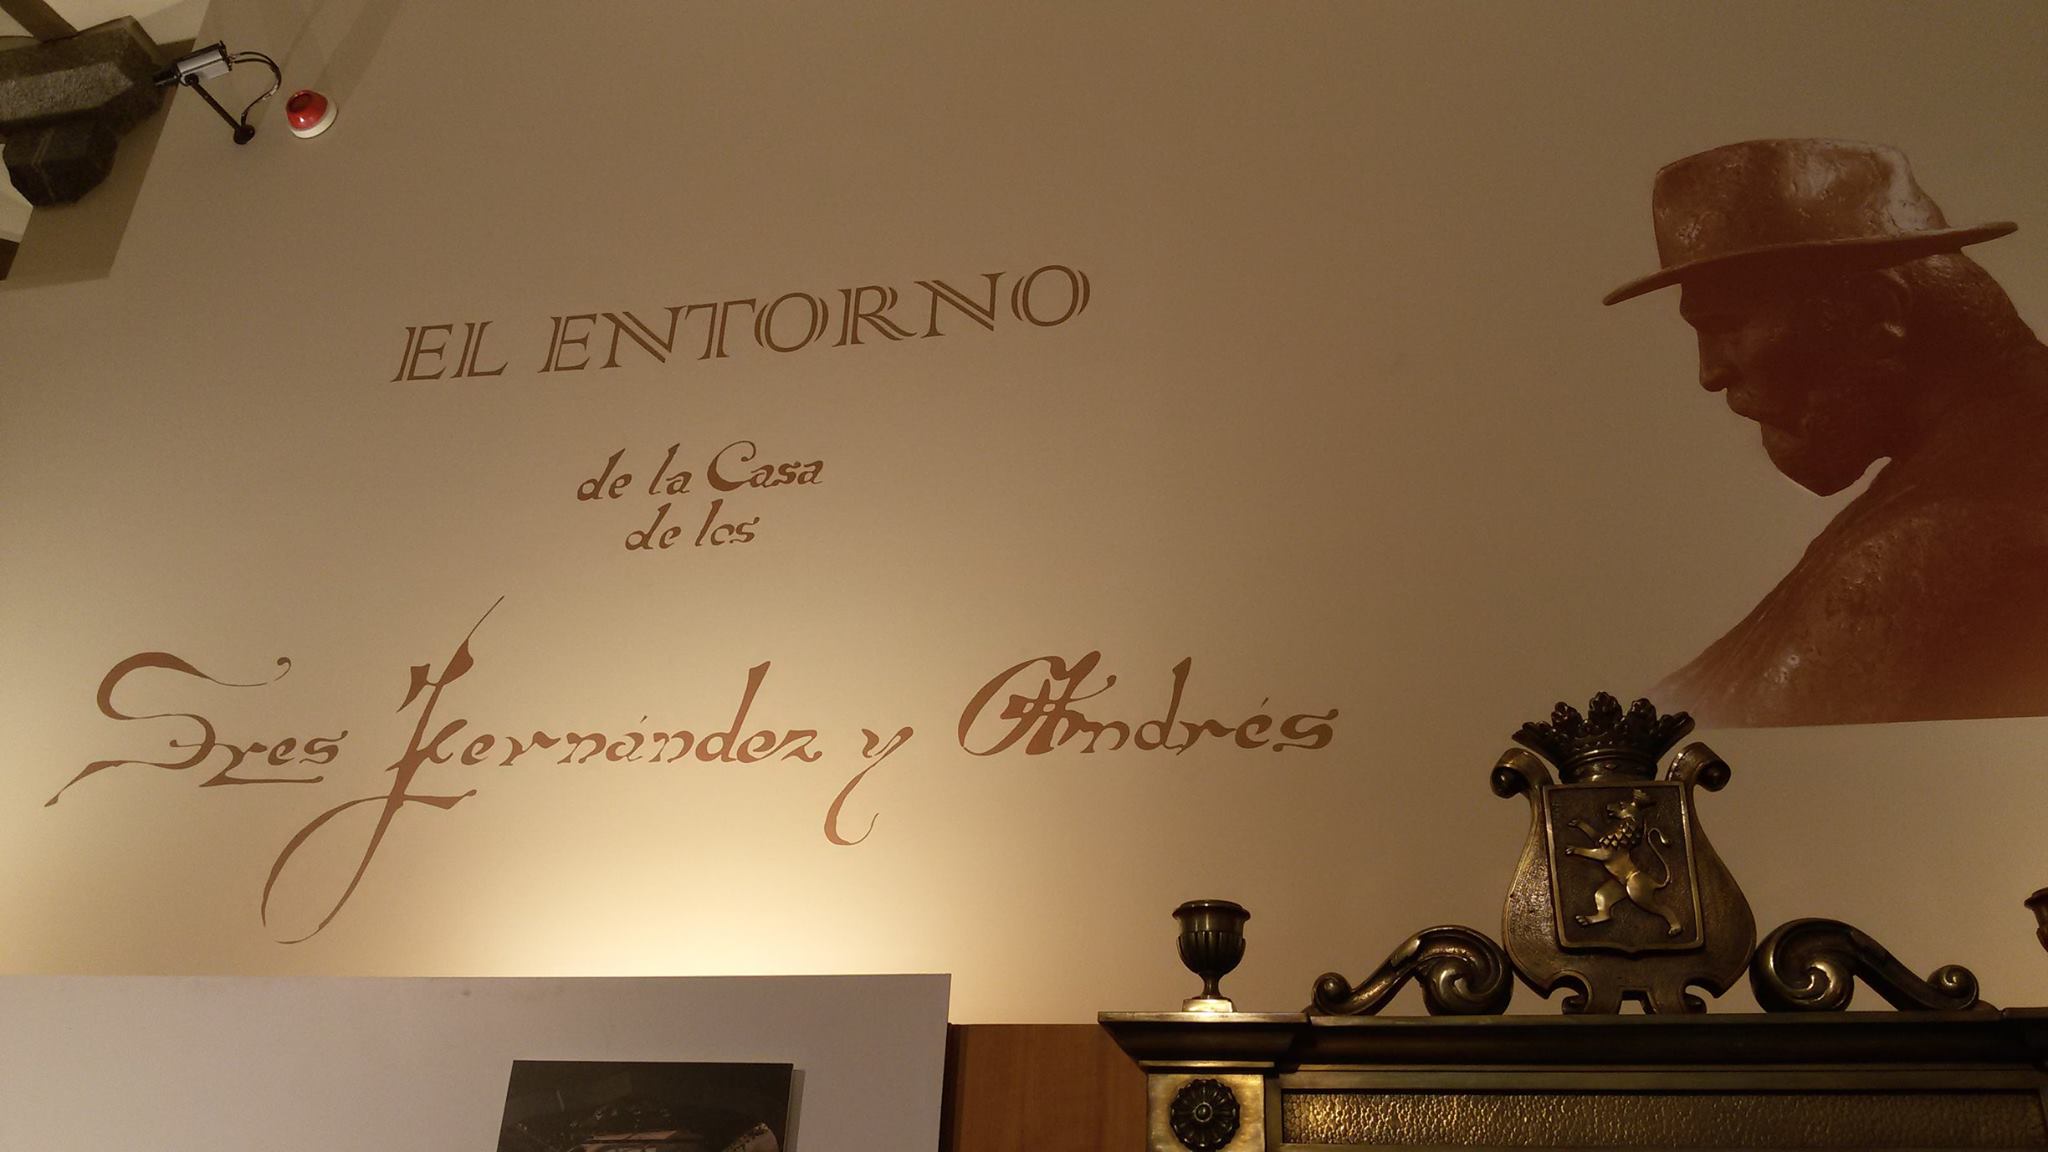 EL ENTORNO
de la Casa
de los
Sres Fernández y Andrés